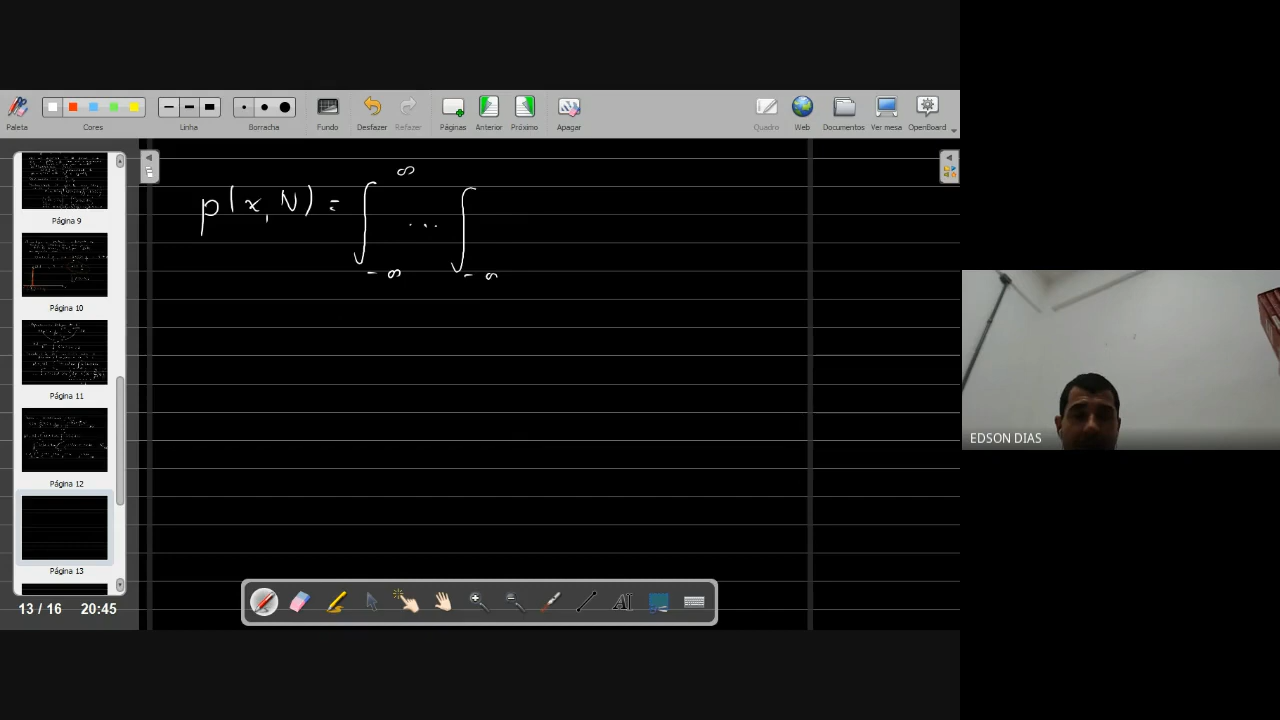 Paleta
Cores
Linha
Borracha
Fundo
Desfazer
Refazer
Páginas
Anterior
Próximo
Apagar
Quadro
Web
Documentos
Ver mesa
OpenBoard
p(x, N) = ∫_{-∞}^{∞} ... ∫_{-∞}
Página 9
Página 10
Página 11
Página 12
Página 13
13 / 16 20:45
EDSON DIAS